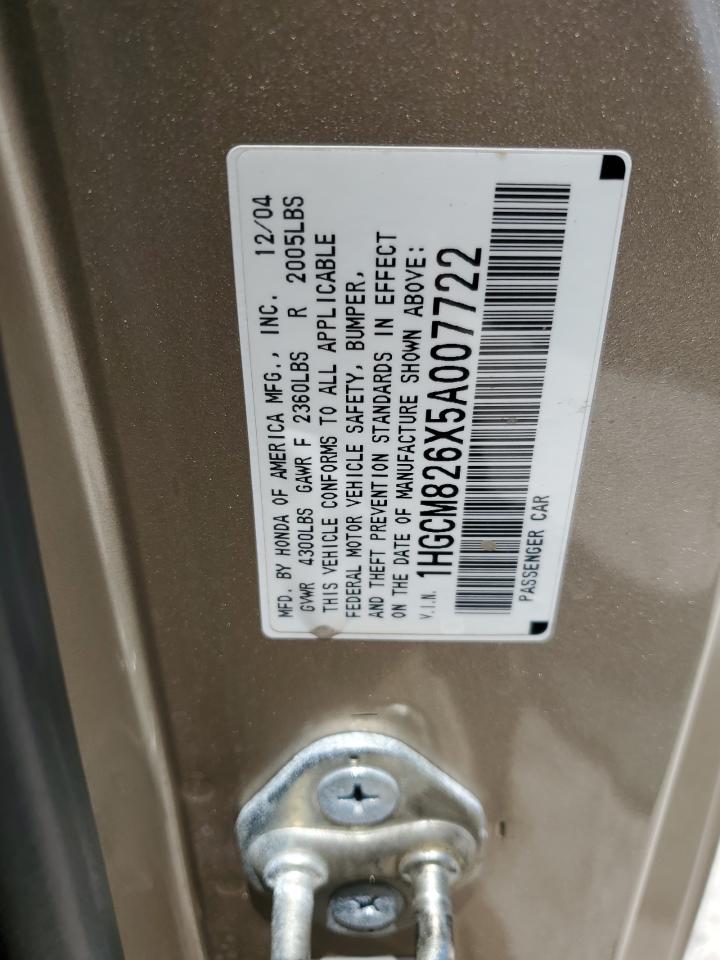 MFD. BY HONDA OF AMERICA MFG., INC. 12/04
GVWR 4300LBS GAWR F 2360LBS R 2005LBS
THIS VEHICLE CONFORMS TO ALL APPLICABLE
FEDERAL MOTOR VEHICLE SAFETY, BUMPER,
AND THEFT PREVENTION STANDARDS IN EFFECT
ON THE DATE OF MANUFACTURE SHOWN ABOVE:
V.I.N. 1HGCM826X5A007722
PASSENGER CAR